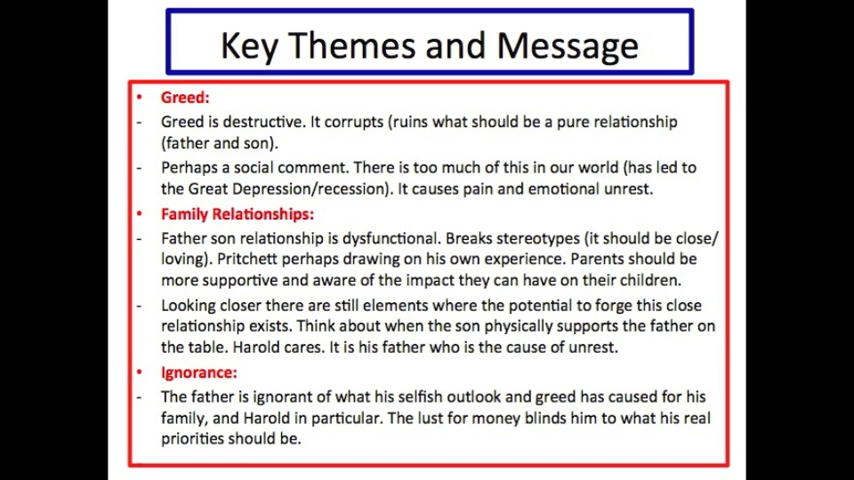 Key Themes and Message
• Greed:
- Greed is destructive. It corrupts (ruins what should be a pure relationship
(father and son).
- Perhaps a social comment. There is too much of this in our world (has led to
the Great Depression/recession). It causes pain and emotional unrest.
• Family Relationships:
- Father son relationship is dysfunctional. Breaks stereotypes (it should be close/
loving). Pritchett perhaps drawing on his own experience. Parents should be
more supportive and aware of the impact they can have on their children.
- Looking closer there are still elements where the potential to forge this close
relationship exists. Think about when the son physically supports the father on
the table. Harold cares. It is his father who is the cause of unrest.
• Ignorance:
- The father is ignorant of what his selfish outlook and greed has caused for his
family, and Harold in particular. The lust for money blinds him to what his real
priorities should be.